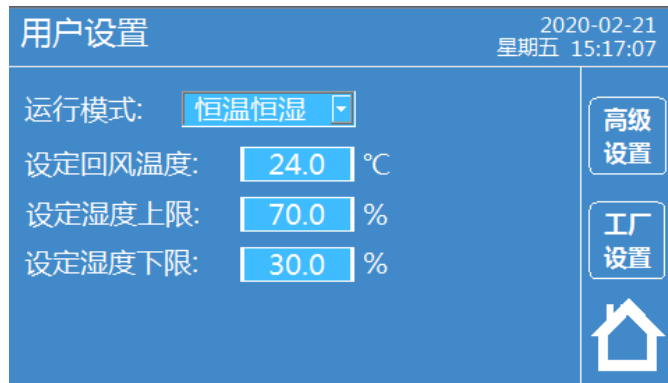 用户设置
2020-02-21
星期五 15:17:07
运行模式: 恒温恒湿
设定回风温度: 24.0 ℃
设定湿度上限: 70.0 %
设定湿度下限: 30.0 %
高级
设置
工厂
设置